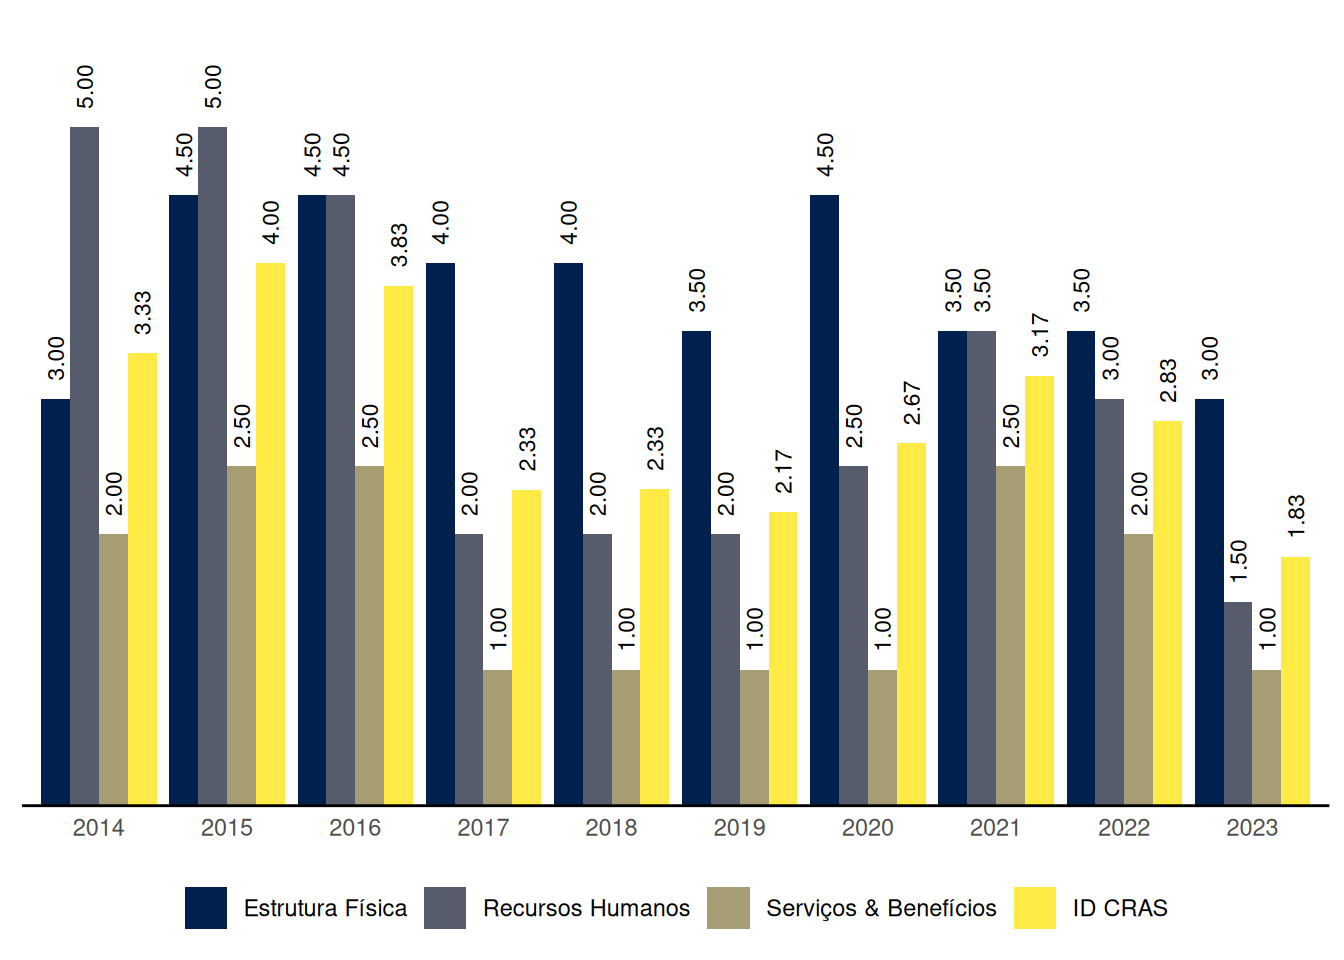 3.00 5.00 2.00 3.33
4.50 5.00 2.50 4.00
4.50 4.50 2.50 3.83
4.00 2.00 1.00 2.33
4.00 2.00 1.00 2.33
3.50 2.00 1.00 2.17
4.50 2.50 1.00 2.67
3.50 3.50 2.50 3.17
3.50 3.00 2.00 2.83
3.00 1.50 1.00 1.83
2014 2015 2016 2017 2018 2019 2020 2021 2022 2023
Estrutura Física Recursos Humanos Serviços & Benefícios ID CRAS